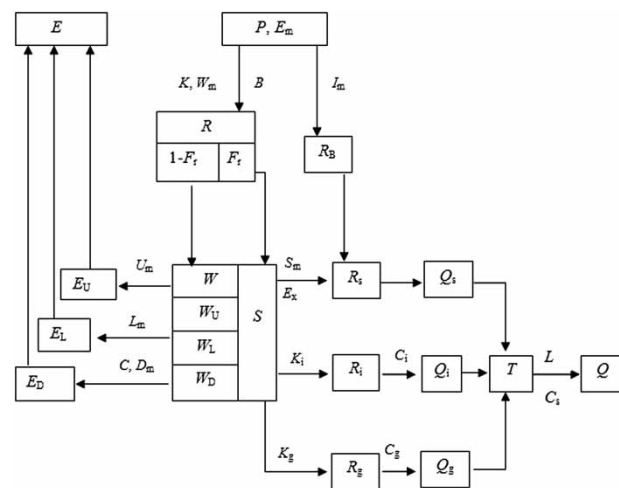 E
P, Em
K, Wm
B
Im
R
1-Fr
Fr
RB
Um
W
S
Sm
Ex
Rs
Qs
EU
WU
Lm
EL
WL
Ki
Ri
Ci
Qi
T
L
Cs
Q
C, Dm
ED
WD
Kg
Rg
Cg
Qg